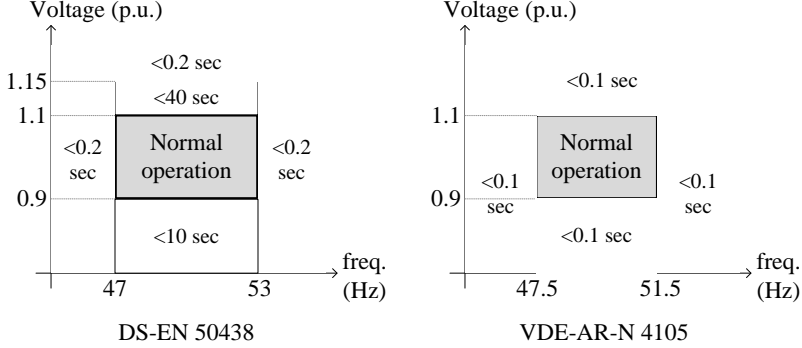 Voltage (p.u.)
<0.2 sec
1.15
<40 sec
1.1
Normal
operation
<0.2
sec
<0.2
sec
0.9
<10 sec
freq.
(Hz)
47
53
DS-EN 50438
Voltage (p.u.)
<0.1 sec
1.1
Normal
operation
<0.1
sec
<0.1
sec
0.9
<0.1 sec
freq.
(Hz)
47.5
51.5
VDE-AR-N 4105